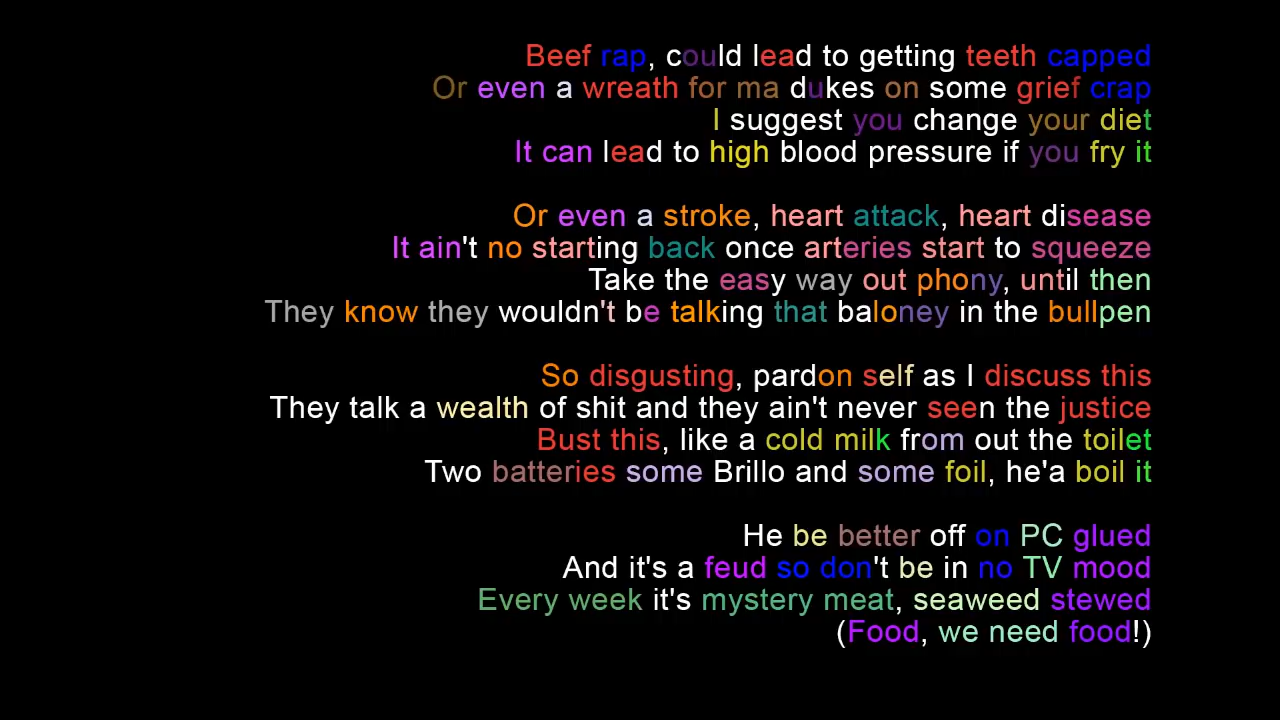 Beef rap, could lead to getting teeth capped
Or even a wreath for ma dukes on some grief crap
I suggest you change your diet
It can lead to high blood pressure if you fry it
Or even a stroke, heart attack, heart disease
It ain't no starting back once arteries start to squeeze
Take the easy way out phony, until then
They know they wouldn't be talking that baloney in the bullpen
So disgusting, pardon self as I discuss this
They talk a wealth of shit and they ain't never seen the justice
Bust this, like a cold milk from out the toilet
Two batteries some Brillo and some foil, he'a boil it
He be better off on PC glued
And it's a feud so don't be in no TV mood
Every week it's mystery meat, seaweed stewed
(Food, we need food!)